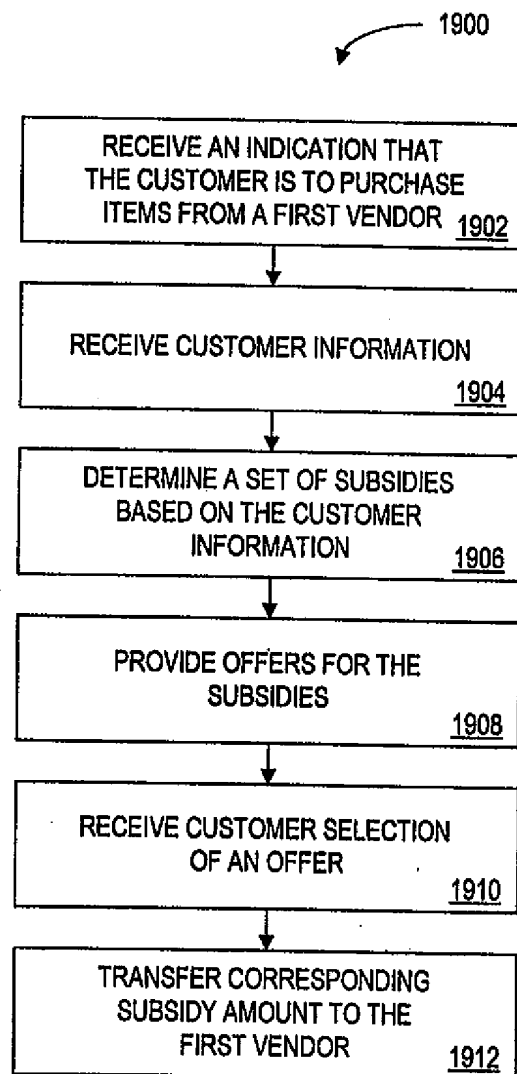 1900
RECEIVE AN INDICATION THAT
THE CUSTOMER IS TO PURCHASE
ITEMS FROM A FIRST VENDOR
1902
RECEIVE CUSTOMER INFORMATION
1904
DETERMINE A SET OF SUBSIDIES
BASED ON THE CUSTOMER
INFORMATION
1906
PROVIDE OFFERS FOR THE
SUBSIDIES
1908
RECEIVE CUSTOMER SELECTION
OF AN OFFER
1910
TRANSFER CORRESPONDING
SUBSIDY AMOUNT TO THE
FIRST VENDOR
1912